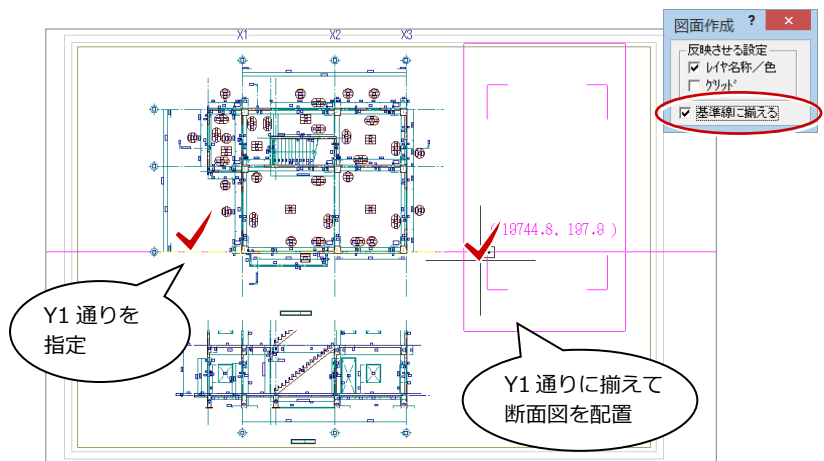 X1 X2 X3
図面作成 ? ×
反映させる設定
レイヤ名称／色
グリッド
基準線に揃える
( 19744.8, 197.9 )
Y1 通りを
指定
Y1 通りに揃えて
断面図を配置